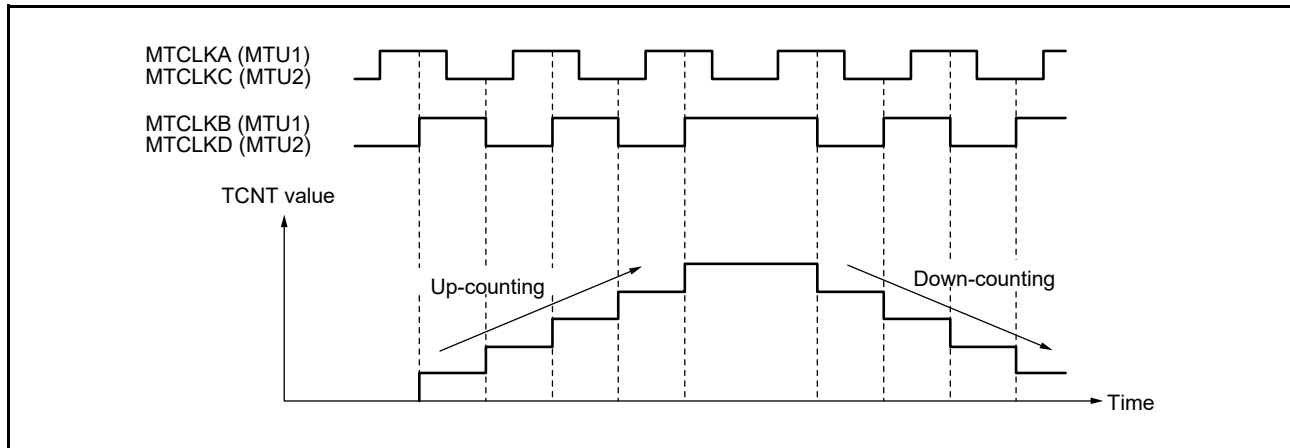 MTCLKA (MTU1)
MTCLKC (MTU2)
MTCLKB (MTU1)
MTCLKD (MTU2)
TCNT value
Up-counting
Down-counting
Time